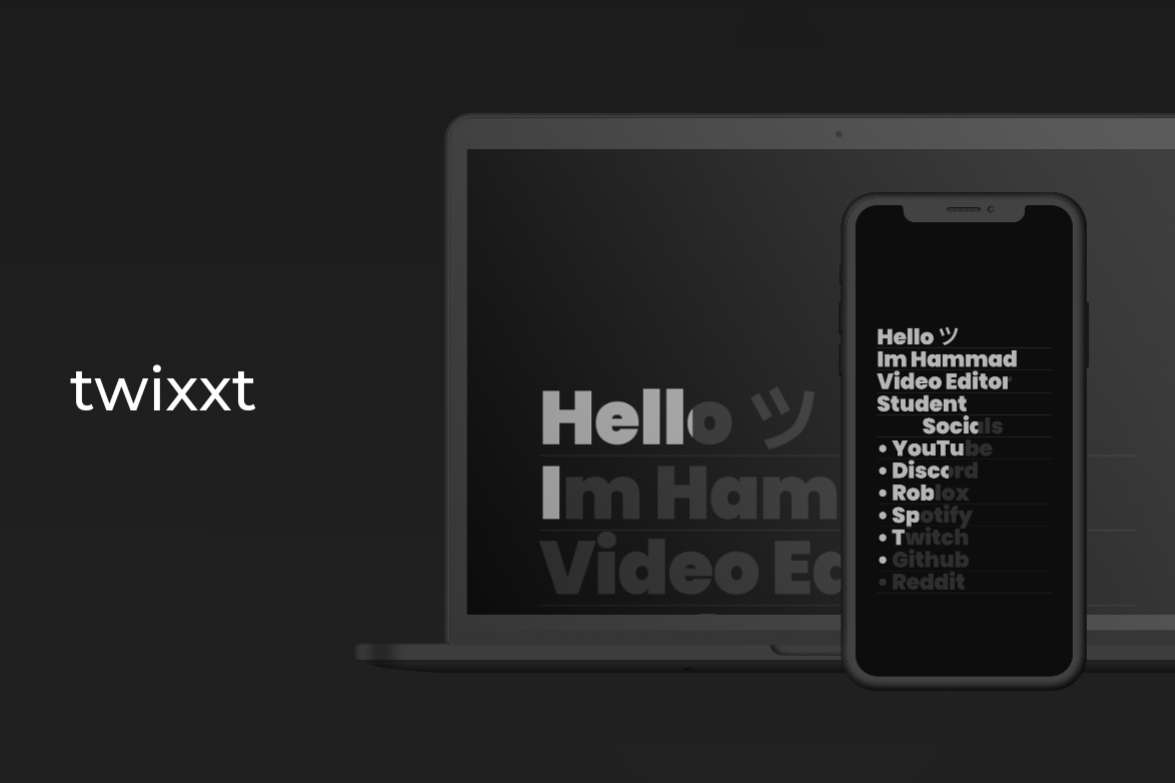 twixxt
Hello ツ
Im Ham
Video Ed
Hello ツ
Im Hammad
Video Editor
Student
Socials
• YouTube
• Discord
• Roblox
• Spotify
• Twitch
• Github
• Reddit